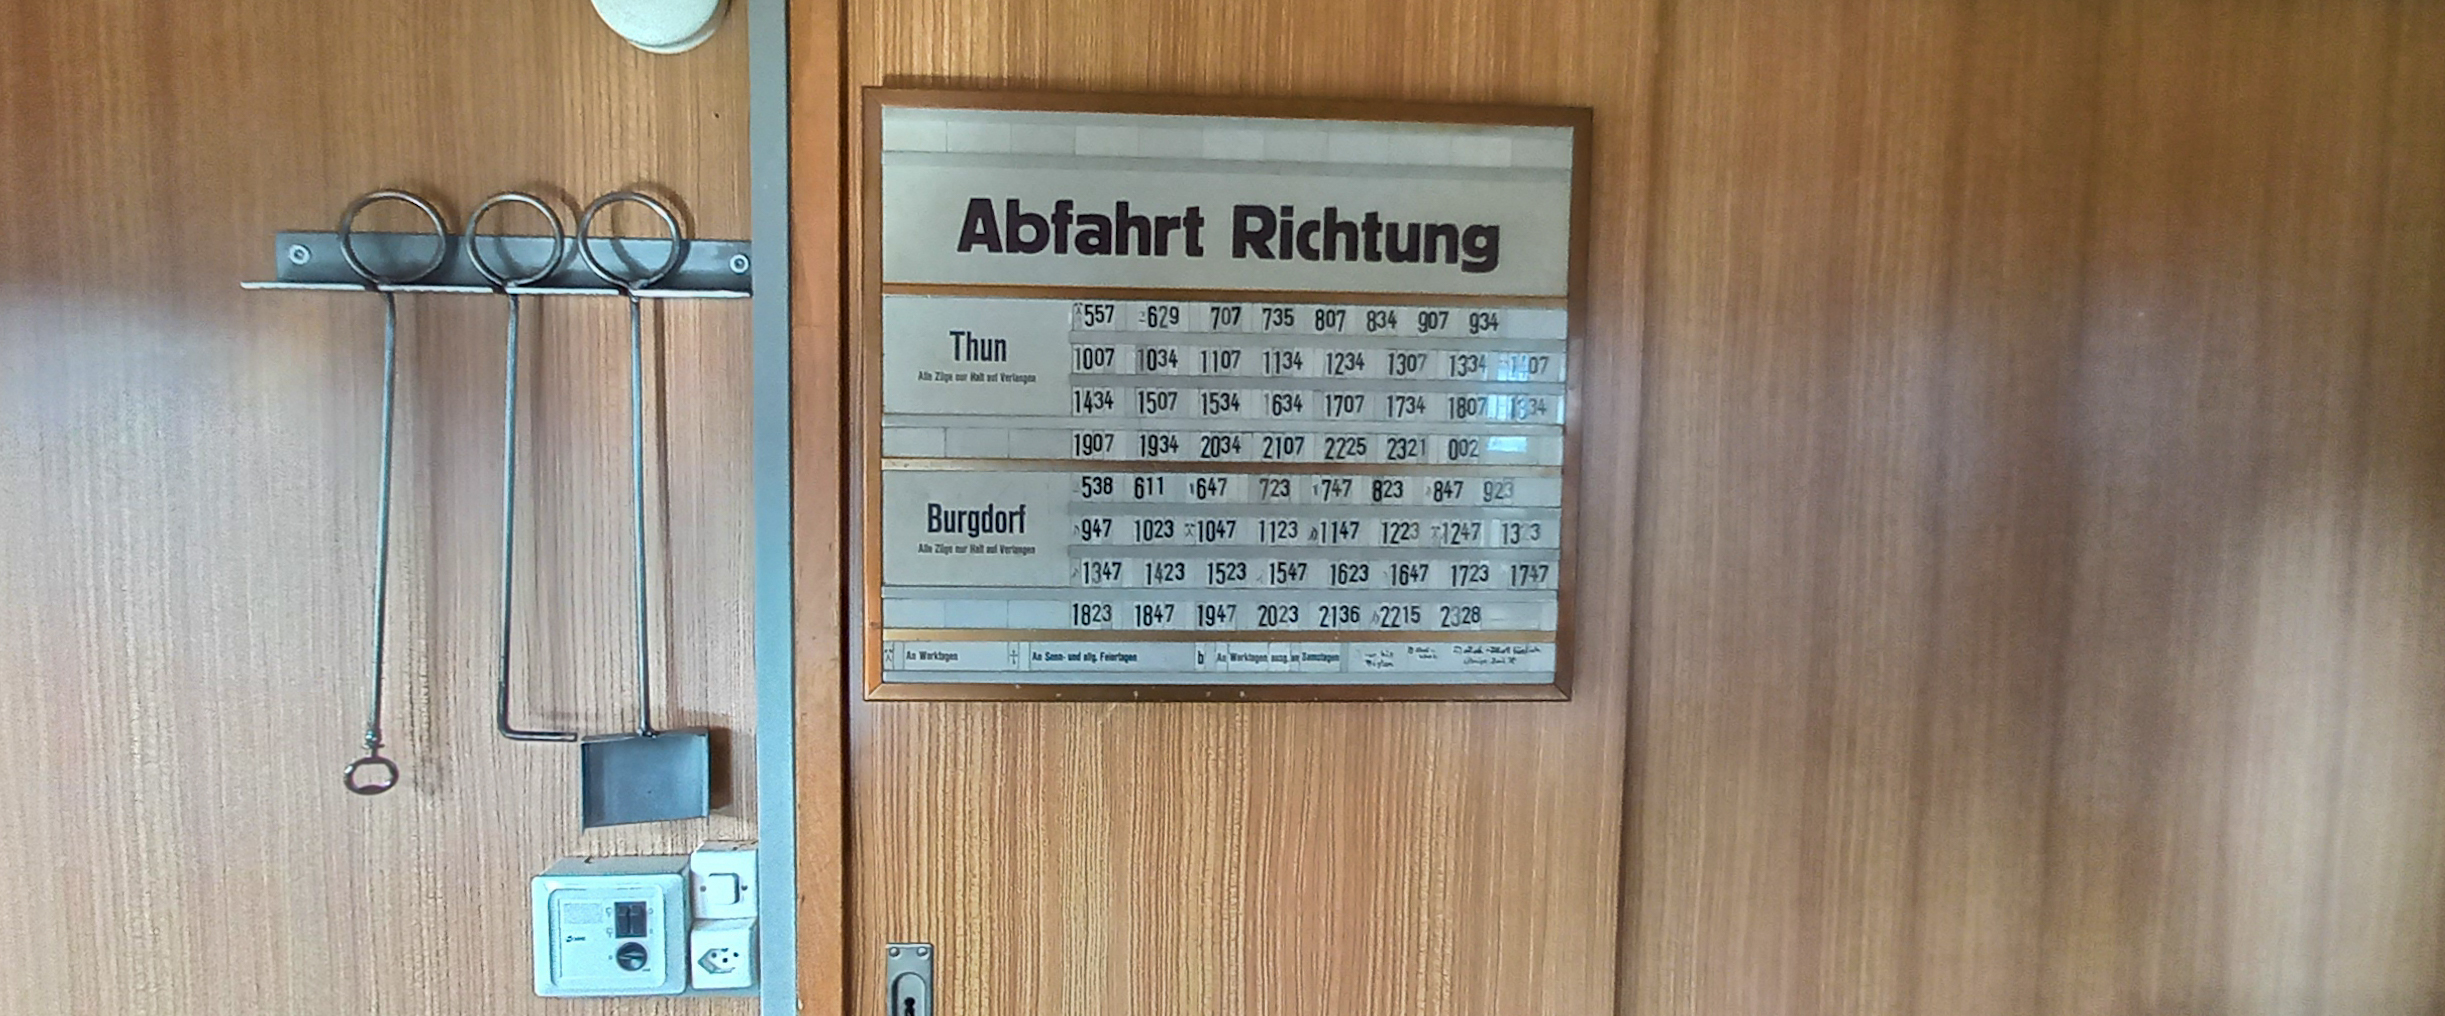 Abfahrt Richtung
Thun
Alle Züge nur Halt auf Verlangen
557 629 707 735 807 834 907 934
1007 1034 1107 1134 1234 1307 1334 1407
1434 1507 1534 1634 1707 1734 1807 1834
1907 1934 2034 2107 2225 2321 002
Burgdorf
Alle Züge nur Halt auf Verlangen
538 611 647 723 747 823 847 923
947 1023 1047 1123 1147 1223 1247 1323
1347 1423 1523 1547 1623 1647 1723 1747
1823 1847 1947 2023 2136 2215 2328
An Werktagen An Sonn- und allg. Feiertagen b An Werktagen ausg. an Samstagen